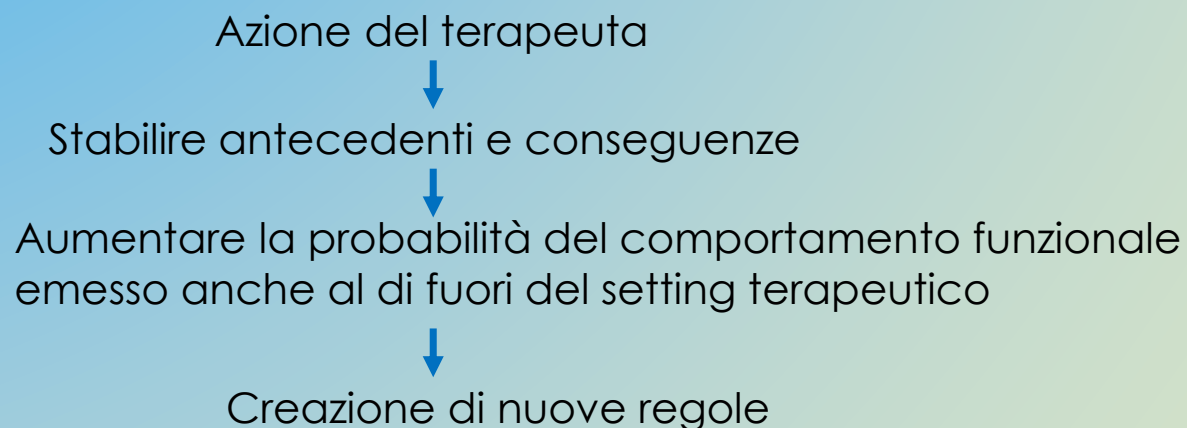 Azione del terapeuta
Stabilire antecedenti e conseguenze
Aumentare la probabilità del comportamento funzionale
emesso anche al di fuori del setting terapeutico
Creazione di nuove regole